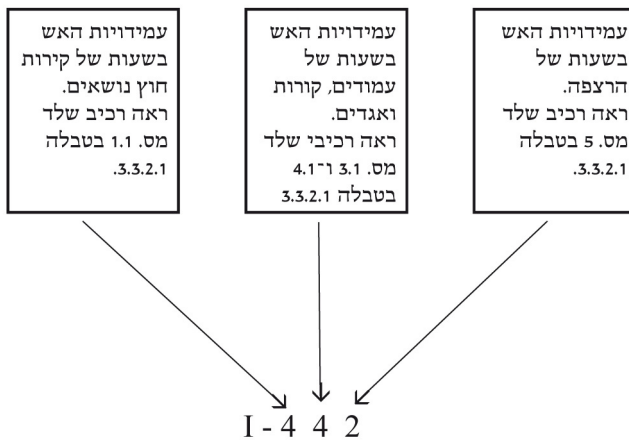 עמידויות האש
בשעות של
הרצפה.
ראה רכיב שלד
מס. 5 בטבלה
3.3.2.1.
עמידויות האש
בשעות של
עמודים, קורות
ואגדים.
ראה רכיבי שלד
מס. 3.1 ו־4.1
בטבלה 3.3.2.1
עמידויות האש
בשעות של קירות
חוץ נושאים.
ראה רכיב שלד
מס. 1.1 בטבלה
3.3.2.1.
I - 4 4 2